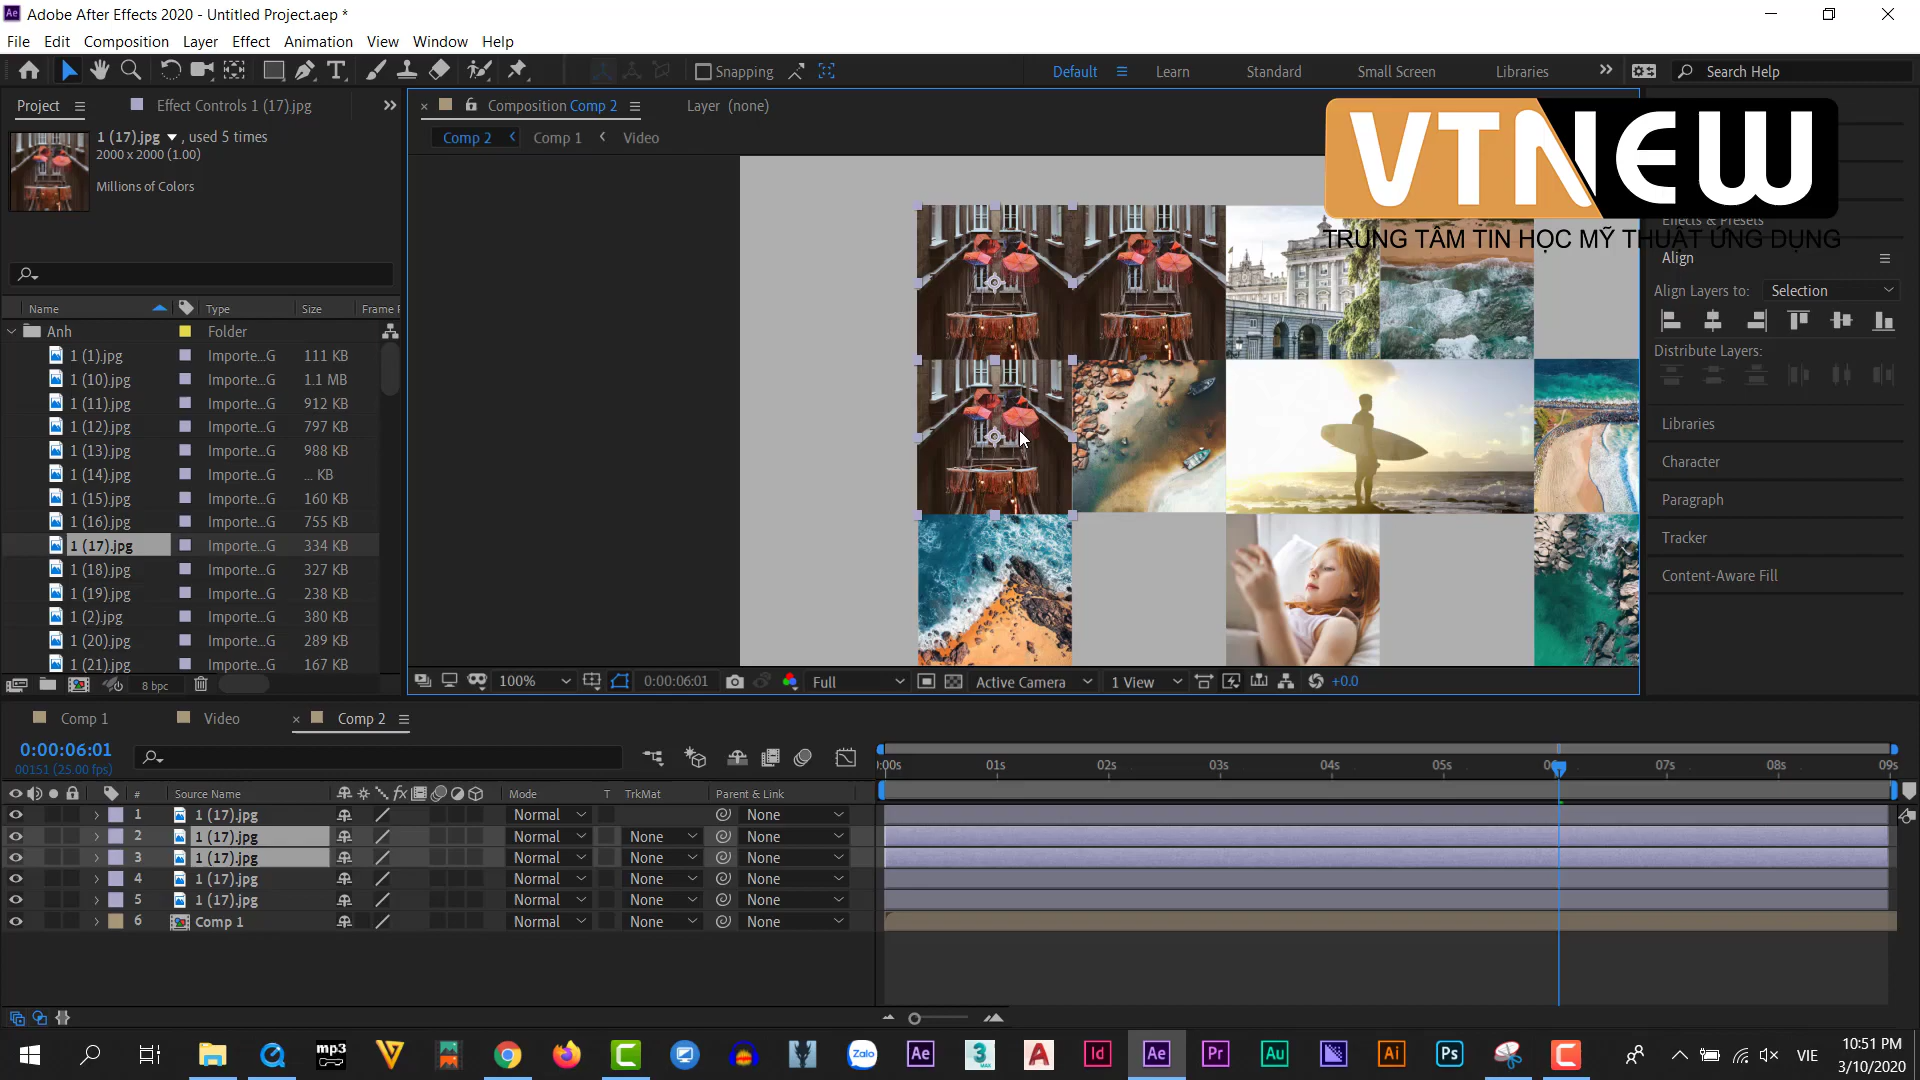 Adobe After Effects 2020 - Untitled Project.aep *
File Edit Composition Layer Effect Animation View Window Help
Snapping Default Learn Standard Small Screen Libraries Search Help
Project Effect Controls 1 (17).jpg Composition Comp 2 Layer (none)
1 (17).jpg , used 5 times
2000 x 2000 (1.00)
Millions of Colors
Comp 2 Comp 1 Video
VTNEW
TRUNG TÂM TIN HỌC MỸ THUẬT ỨNG DỤNG
Effects & Presets
Align
Align Layers to: Selection
Distribute Layers:
Libraries
Character
Paragraph
Tracker
Content-Aware Fill
Name Type Size Frame F
Anh Folder
1 (1).jpg Importe...G 111 KB
1 (10).jpg Importe...G 1.1 MB
1 (11).jpg Importe...G 912 KB
1 (12).jpg Importe...G 797 KB
1 (13).jpg Importe...G 988 KB
1 (14).jpg Importe...G ... KB
1 (15).jpg Importe...G 160 KB
1 (16).jpg Importe...G 755 KB
1 (17).jpg Importe...G 334 KB
1 (18).jpg Importe...G 327 KB
1 (19).jpg Importe...G 238 KB
1 (2).jpg Importe...G 380 KB
1 (20).jpg Importe...G 289 KB
1 (21).jpg Importe...G 167 KB
8 bpc
100% 0:00:06:01 Full Active Camera 1 View +0.0
Comp 1 Video Comp 2
0:00:06:01
00151 (25.00 fps)
):00s 01s 02s 03s 04s 05s 06s 07s 08s 09s
# Source Name Mode T TrkMat Parent & Link
1 1 (17).jpg Normal None
2 1 (17).jpg Normal None None
3 1 (17).jpg Normal None None
4 1 (17).jpg Normal None None
5 1 (17).jpg Normal None None
6 Comp 1 Normal None None
mp3 Zalo Ae 3 MAX A Id Ae Pr Au Ai Ps VIE
10:51 PM
3/10/2020